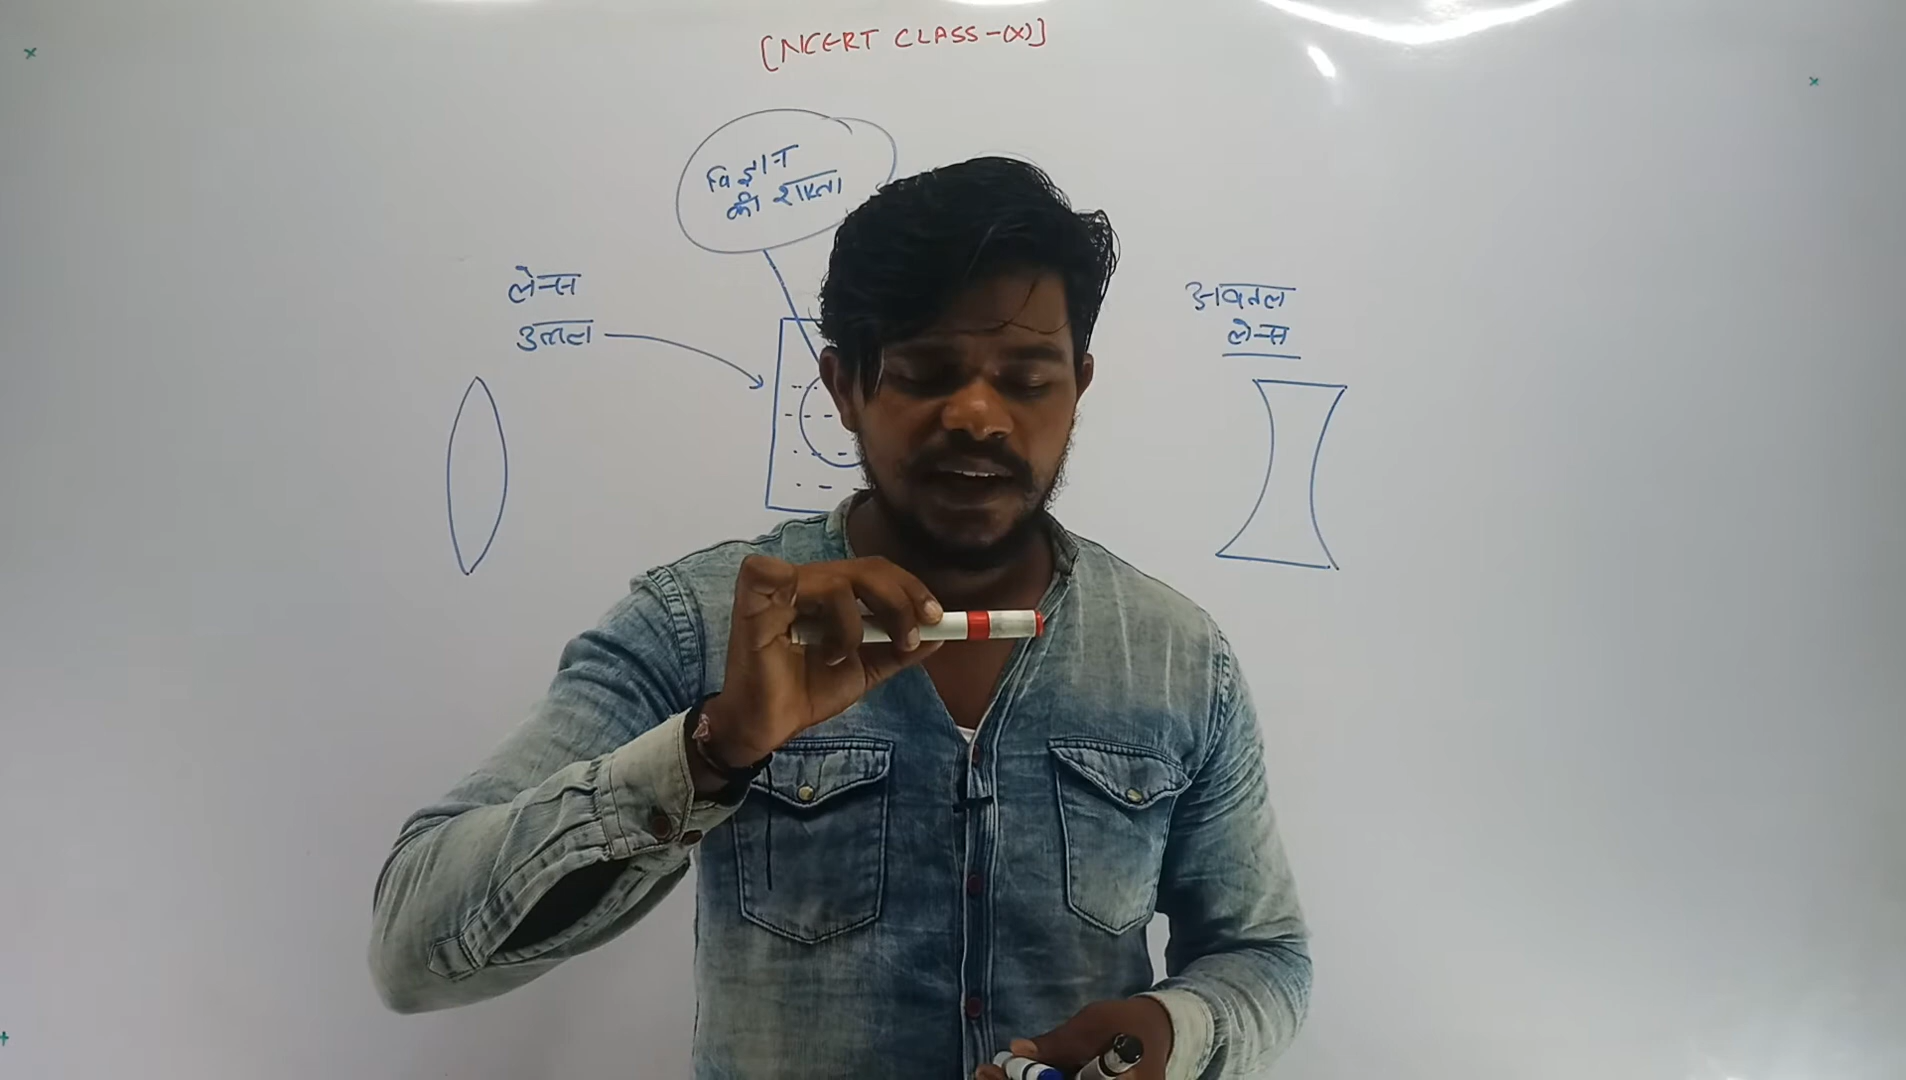 [NCERT CLASS-(X)]
विज्ञान
की शाखा
लेन्स
उत्तल
अवतल
लेन्स